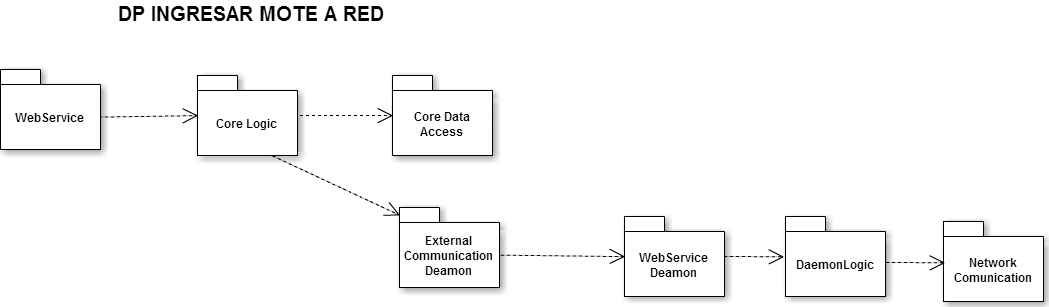 DP INGRESAR MOTE A RED
WebService
Core Logic
Core Data
Access
External
Communication
Deamon
WebService
Deamon
DaemonLogic
Network
Comunication